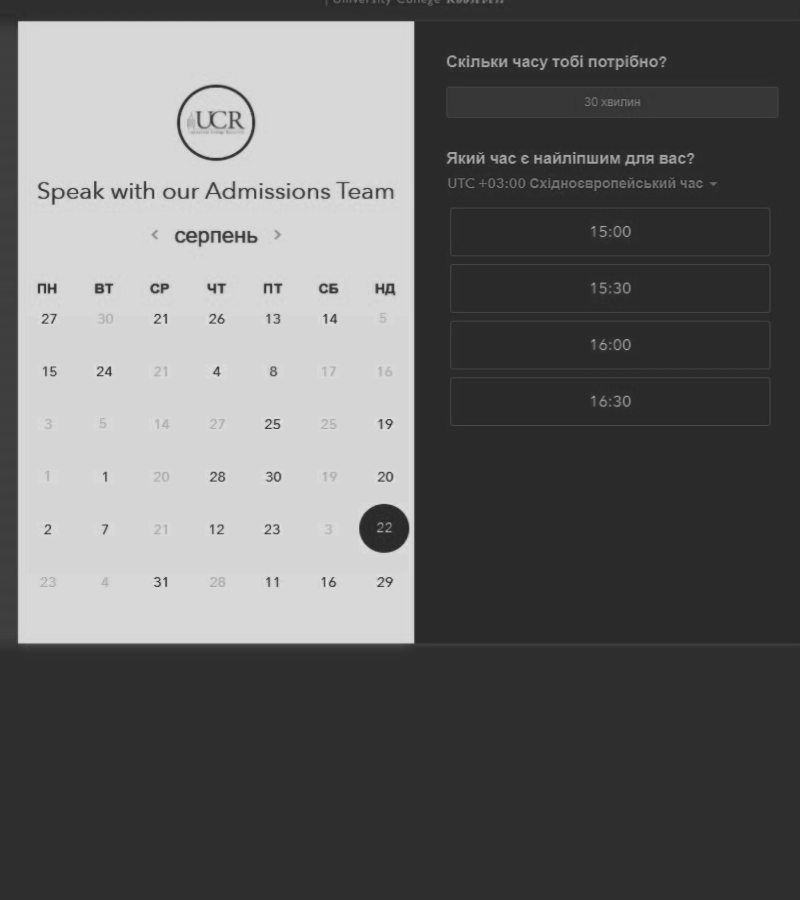 University College
UCR
Speak with our Admissions Team
серпень
ПН ВТ СР ЧТ ПТ СБ НД
27 30 21 26 13 14 5
15 24 21 4 8 17 16
3 5 14 27 25 25 19
1 1 20 28 30 19 20
2 7 21 12 23 3 22
23 4 31 28 11 16 29
Скільки часу тобі потрібно?
30 хвилин
Який час є найліпшим для вас?
UTC +03:00 Східноєвропейський час
15:00
15:30
16:00
16:30